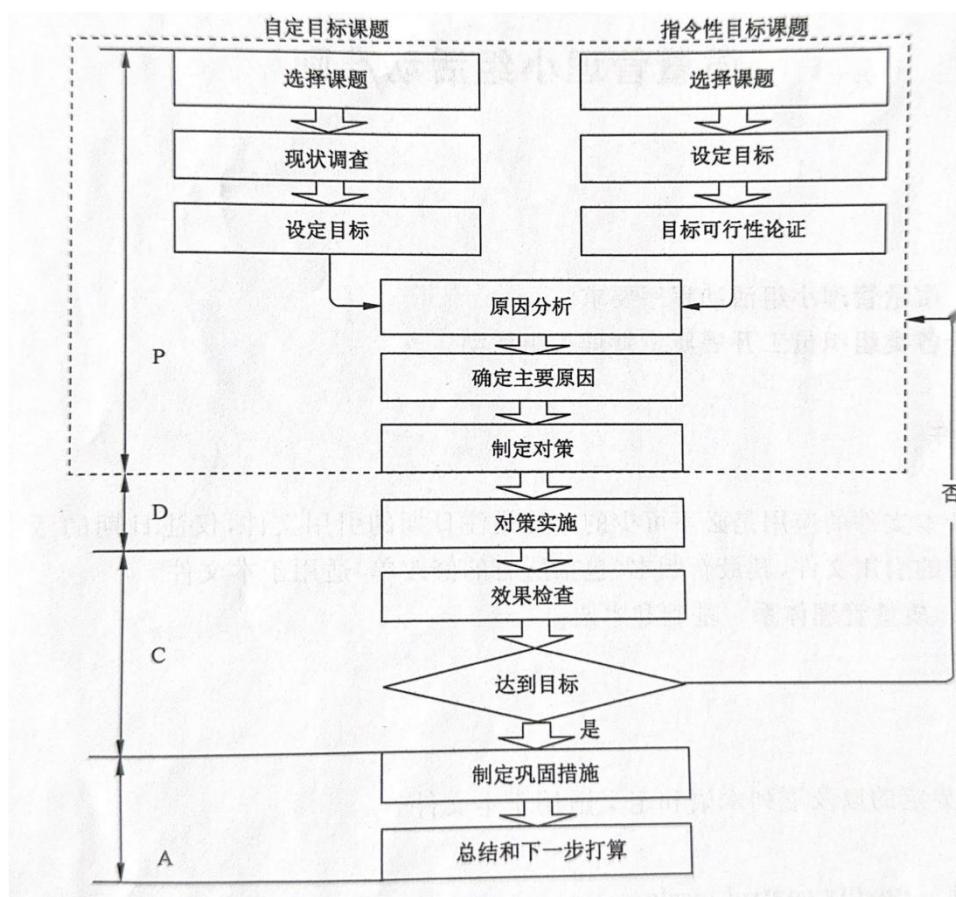 自定目标课题
指令性目标课题
选择课题
选择课题
现状调查
设定目标
设定目标
目标可行性论证
原因分析
P
确定主要原因
制定对策
否
D
对策实施
效果检查
C
达到目标
是
制定巩固措施
总结和下一步打算
A